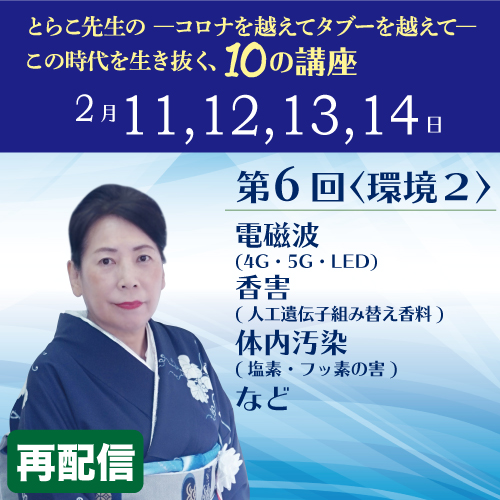 とらこ先生の ―コロナを越えてタブーを越えて―
この時代を生き抜く、10の講座
2月11,12,13,14日
第6回〈環境2〉
電磁波
(4G・5G・LED)
香害
(人工遺伝子組み替え香料)
体内汚染
(塩素・フッ素の害)
など
再配信